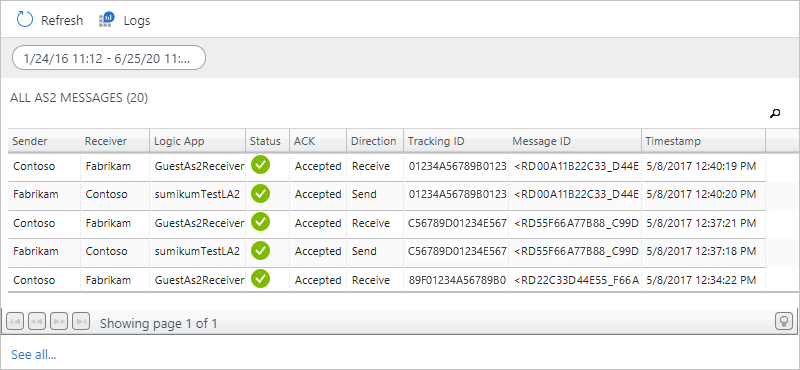 Refresh Logs
1/24/16 11:12 - 6/25/20 11:...
ALL AS2 MESSAGES (20)
Sender Receiver Logic App Status ACK Direction Tracking ID Message ID Timestamp
Contoso Fabrikam GuestAs2Receiver Accepted Receive 01234A56789B0123 <RD00A11B22C33_D44E 5/8/2017 12:40:19 PM
Fabrikam Contoso sumikumTestLA2 Accepted Send 01234A56789B0123 <RD00A11B22C33_D44E 5/8/2017 12:40:20 PM
Contoso Fabrikam GuestAs2Receiver Accepted Receive C56789D01234E567 <RD55F66A77B88_C99D 5/8/2017 12:37:21 PM
Fabrikam Contoso sumikumTestLA2 Accepted Send C56789D01234E567 <RD55F66A77B88_C99D 5/8/2017 12:37:18 PM
Contoso Fabrikam GuestAs2Receiver Accepted Receive 89F01234A56789B0 <RD22C33D44E55_F66A 5/8/2017 12:34:22 PM
Showing page 1 of 1
See all...